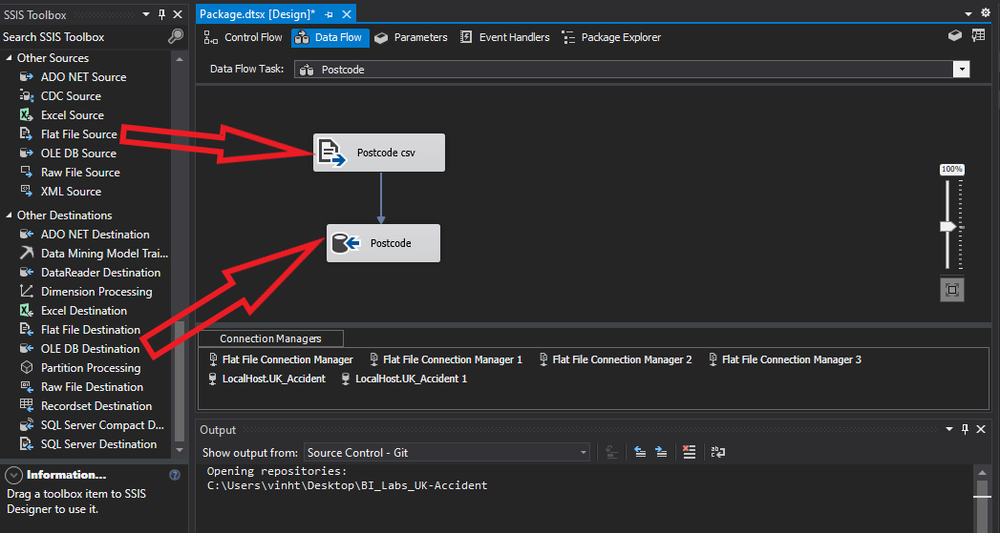 SSIS Toolbox
Search SSIS Toolbox
Other Sources
ADO NET Source
CDC Source
Excel Source
Flat File Source
OLE DB Source
Raw File Source
XML Source
Other Destinations
ADO NET Destination
Data Mining Model Trai...
DataReader Destination
Dimension Processing
Excel Destination
Flat File Destination
OLE DB Destination
Partition Processing
Raw File Destination
Recordset Destination
SQL Server Compact D...
SQL Server Destination
Information...
Drag a toolbox item to SSIS
Designer to use it.
Package.dtsx [Design]*
Control Flow Data Flow Parameters Event Handlers Package Explorer
Data Flow Task: Postcode
Postcode csv
Postcode
100%
Connection Managers
Flat File Connection Manager Flat File Connection Manager 1 Flat File Connection Manager 2 Flat File Connection Manager 3
LocalHost.UK_Accident LocalHost.UK_Accident 1
Output
Show output from: Source Control - Git
Opening repositories:
C:\Users\vinht\Desktop\BI_Labs_UK-Accident